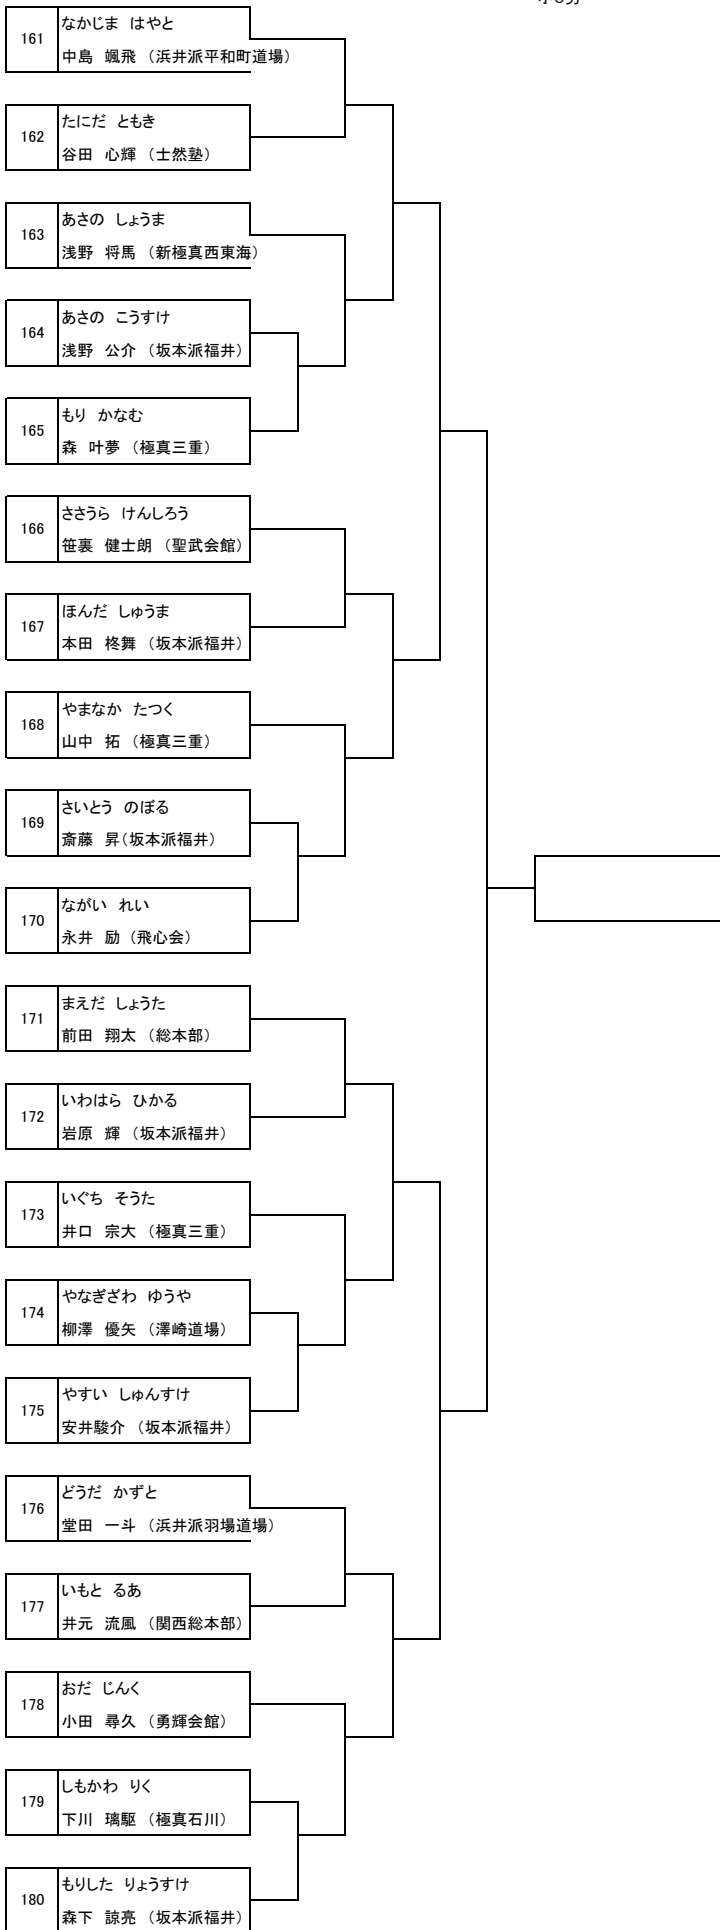 161
なかじま はやと
中島 颯飛 （浜井派平和町道場）
162
たにだ ともき
谷田 心輝 （士然塾）
163
あさの しょうま
浅野 将馬 （新極真西東海）
164
あさの こうすけ
浅野 公介 （坂本派福井）
165
もり かなむ
森 叶夢 （極真三重）
166
ささうら けんしろう
笹裏 健士朗 （聖武会館）
167
ほんだ しゅうま
本田 柊舞 （坂本派福井）
168
やまなか たつく
山中 拓 （極真三重）
169
さいとう のぼる
斎藤 昇（坂本派福井）
170
ながい れい
永井 励 （飛心会）
171
まえだ しょうた
前田 翔太 （総本部）
172
いわはら ひかる
岩原 輝 （坂本派福井）
173
いぐち そうた
井口 宗大 （極真三重）
174
やなぎざわ ゆうや
柳澤 優矢 （澤崎道場）
175
やすい しゅんすけ
安井駿介 （坂本派福井）
176
どうだ かずと
堂田 一斗 （浜井派羽場道場）
177
いもと るあ
井元 流風 （関西総本部）
178
おだ じんく
小田 尋久 （勇輝会館）
179
しもかわ りく
下川 璃駆 （極真石川）
180
もりした りょうすけ
森下 諒亮 （坂本派福井）